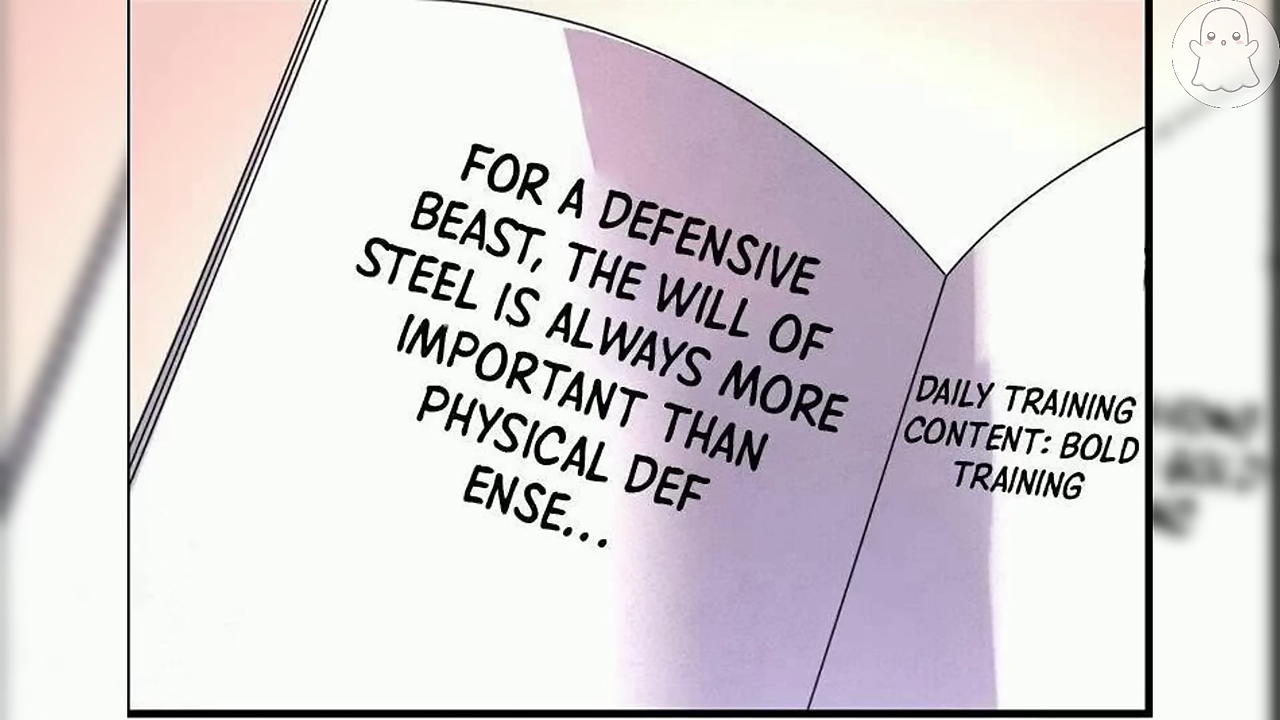 FOR A DEFENSIVE
BEAST, THE WILL OF
STEEL IS ALWAYS MORE
IMPORTANT THAN
PHYSICAL DEF
ENSE...
DAILY TRAINING
CONTENT: BOLD
TRAINING